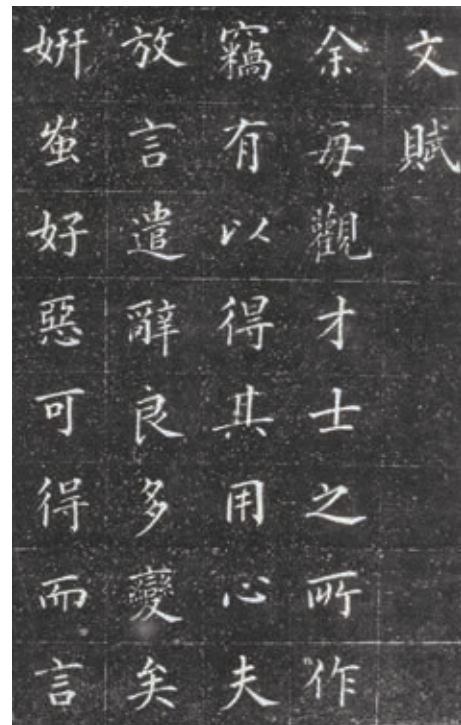 文賦
余每觀才士之所作
竊有以得其用心夫
放言遣辭良多變矣
妍蚩好惡可得而言